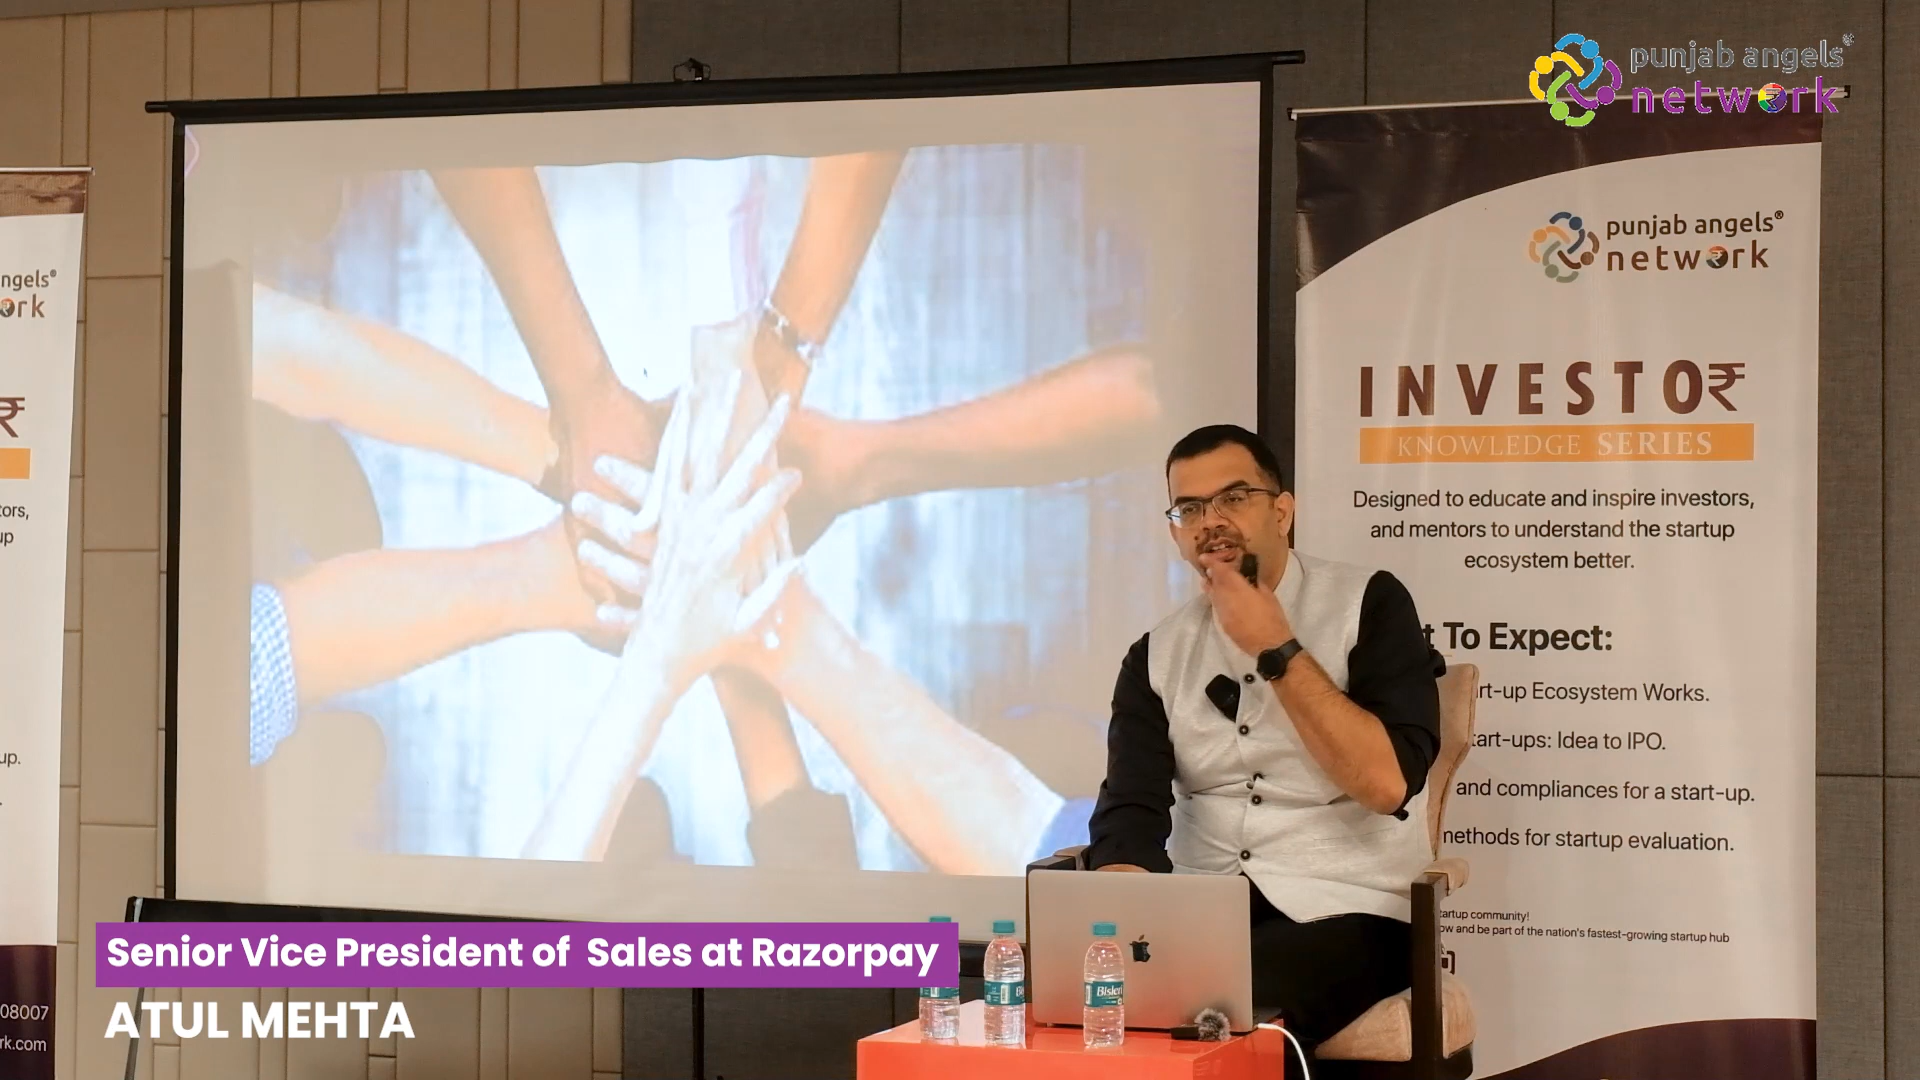 punjab angels®
network
punjab angels®
network
INVESTO₹
KNOWLEDGE SERIES
Designed to educate and inspire investors,
and mentors to understand the startup
ecosystem better.
To Expect:
rt-up Ecosystem Works.
tart-ups: Idea to IPO.
and compliances for a start-up.
methods for startup evaluation.
startup community!
ow and be part of the nation's fastest-growing startup hub
ngels®
ork
₹
tors,
up
up.
08007
rk.com
Bisleri
Senior Vice President of Sales at Razorpay
ATUL MEHTA